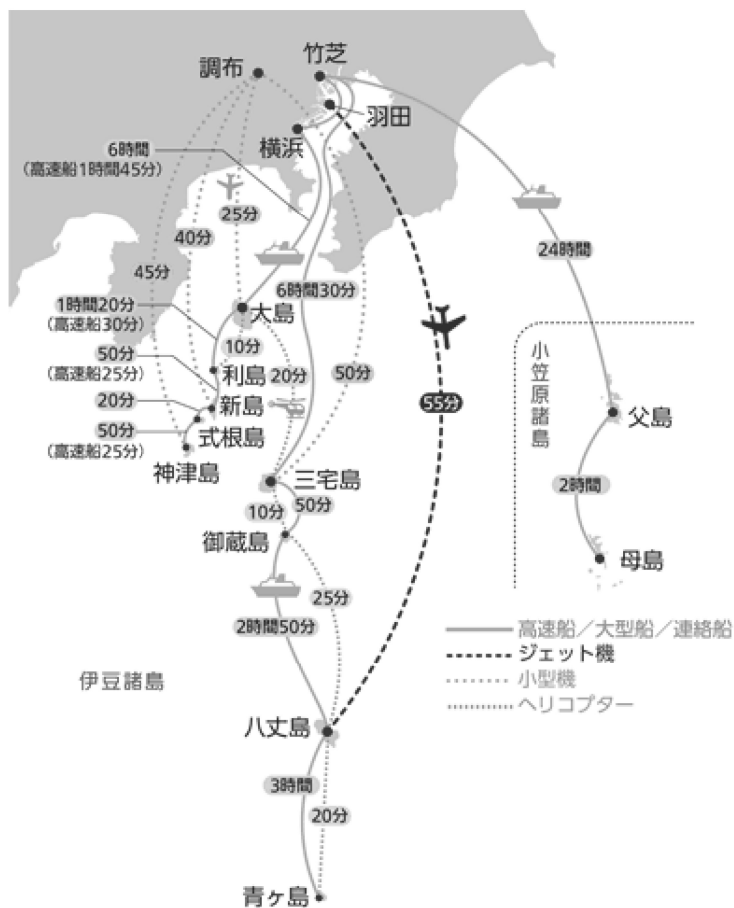 竹芝
調布
羽田
横浜
6時間
(高速船1時間45分)
25分
40分
24時間
45分
6時間30分
1時間20分
(高速船30分)
大島
10分
50分
(高速船25分)
利島
20分
50分
小笠原諸島
20分
新島
55分
父島
50分
(高速船25分)
式根島
神津島
三宅島
2時間
10分
50分
御蔵島
母島
25分
2時間50分
高速船/大型船/連絡船
ジェット機
伊豆諸島
小型機
ヘリコプター
八丈島
3時間
20分
青ヶ島